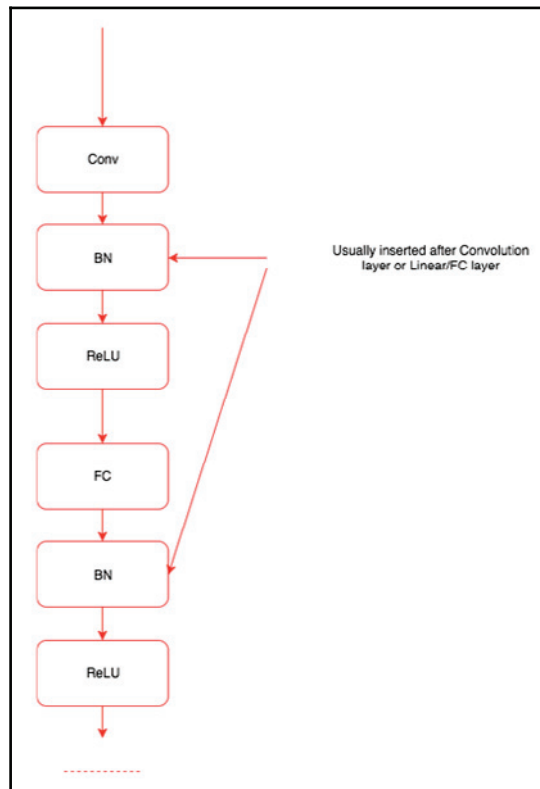 Conv
BN
Usually inserted after Convolution
layer or Linear/FC layer
ReLU
FC
BN
ReLU